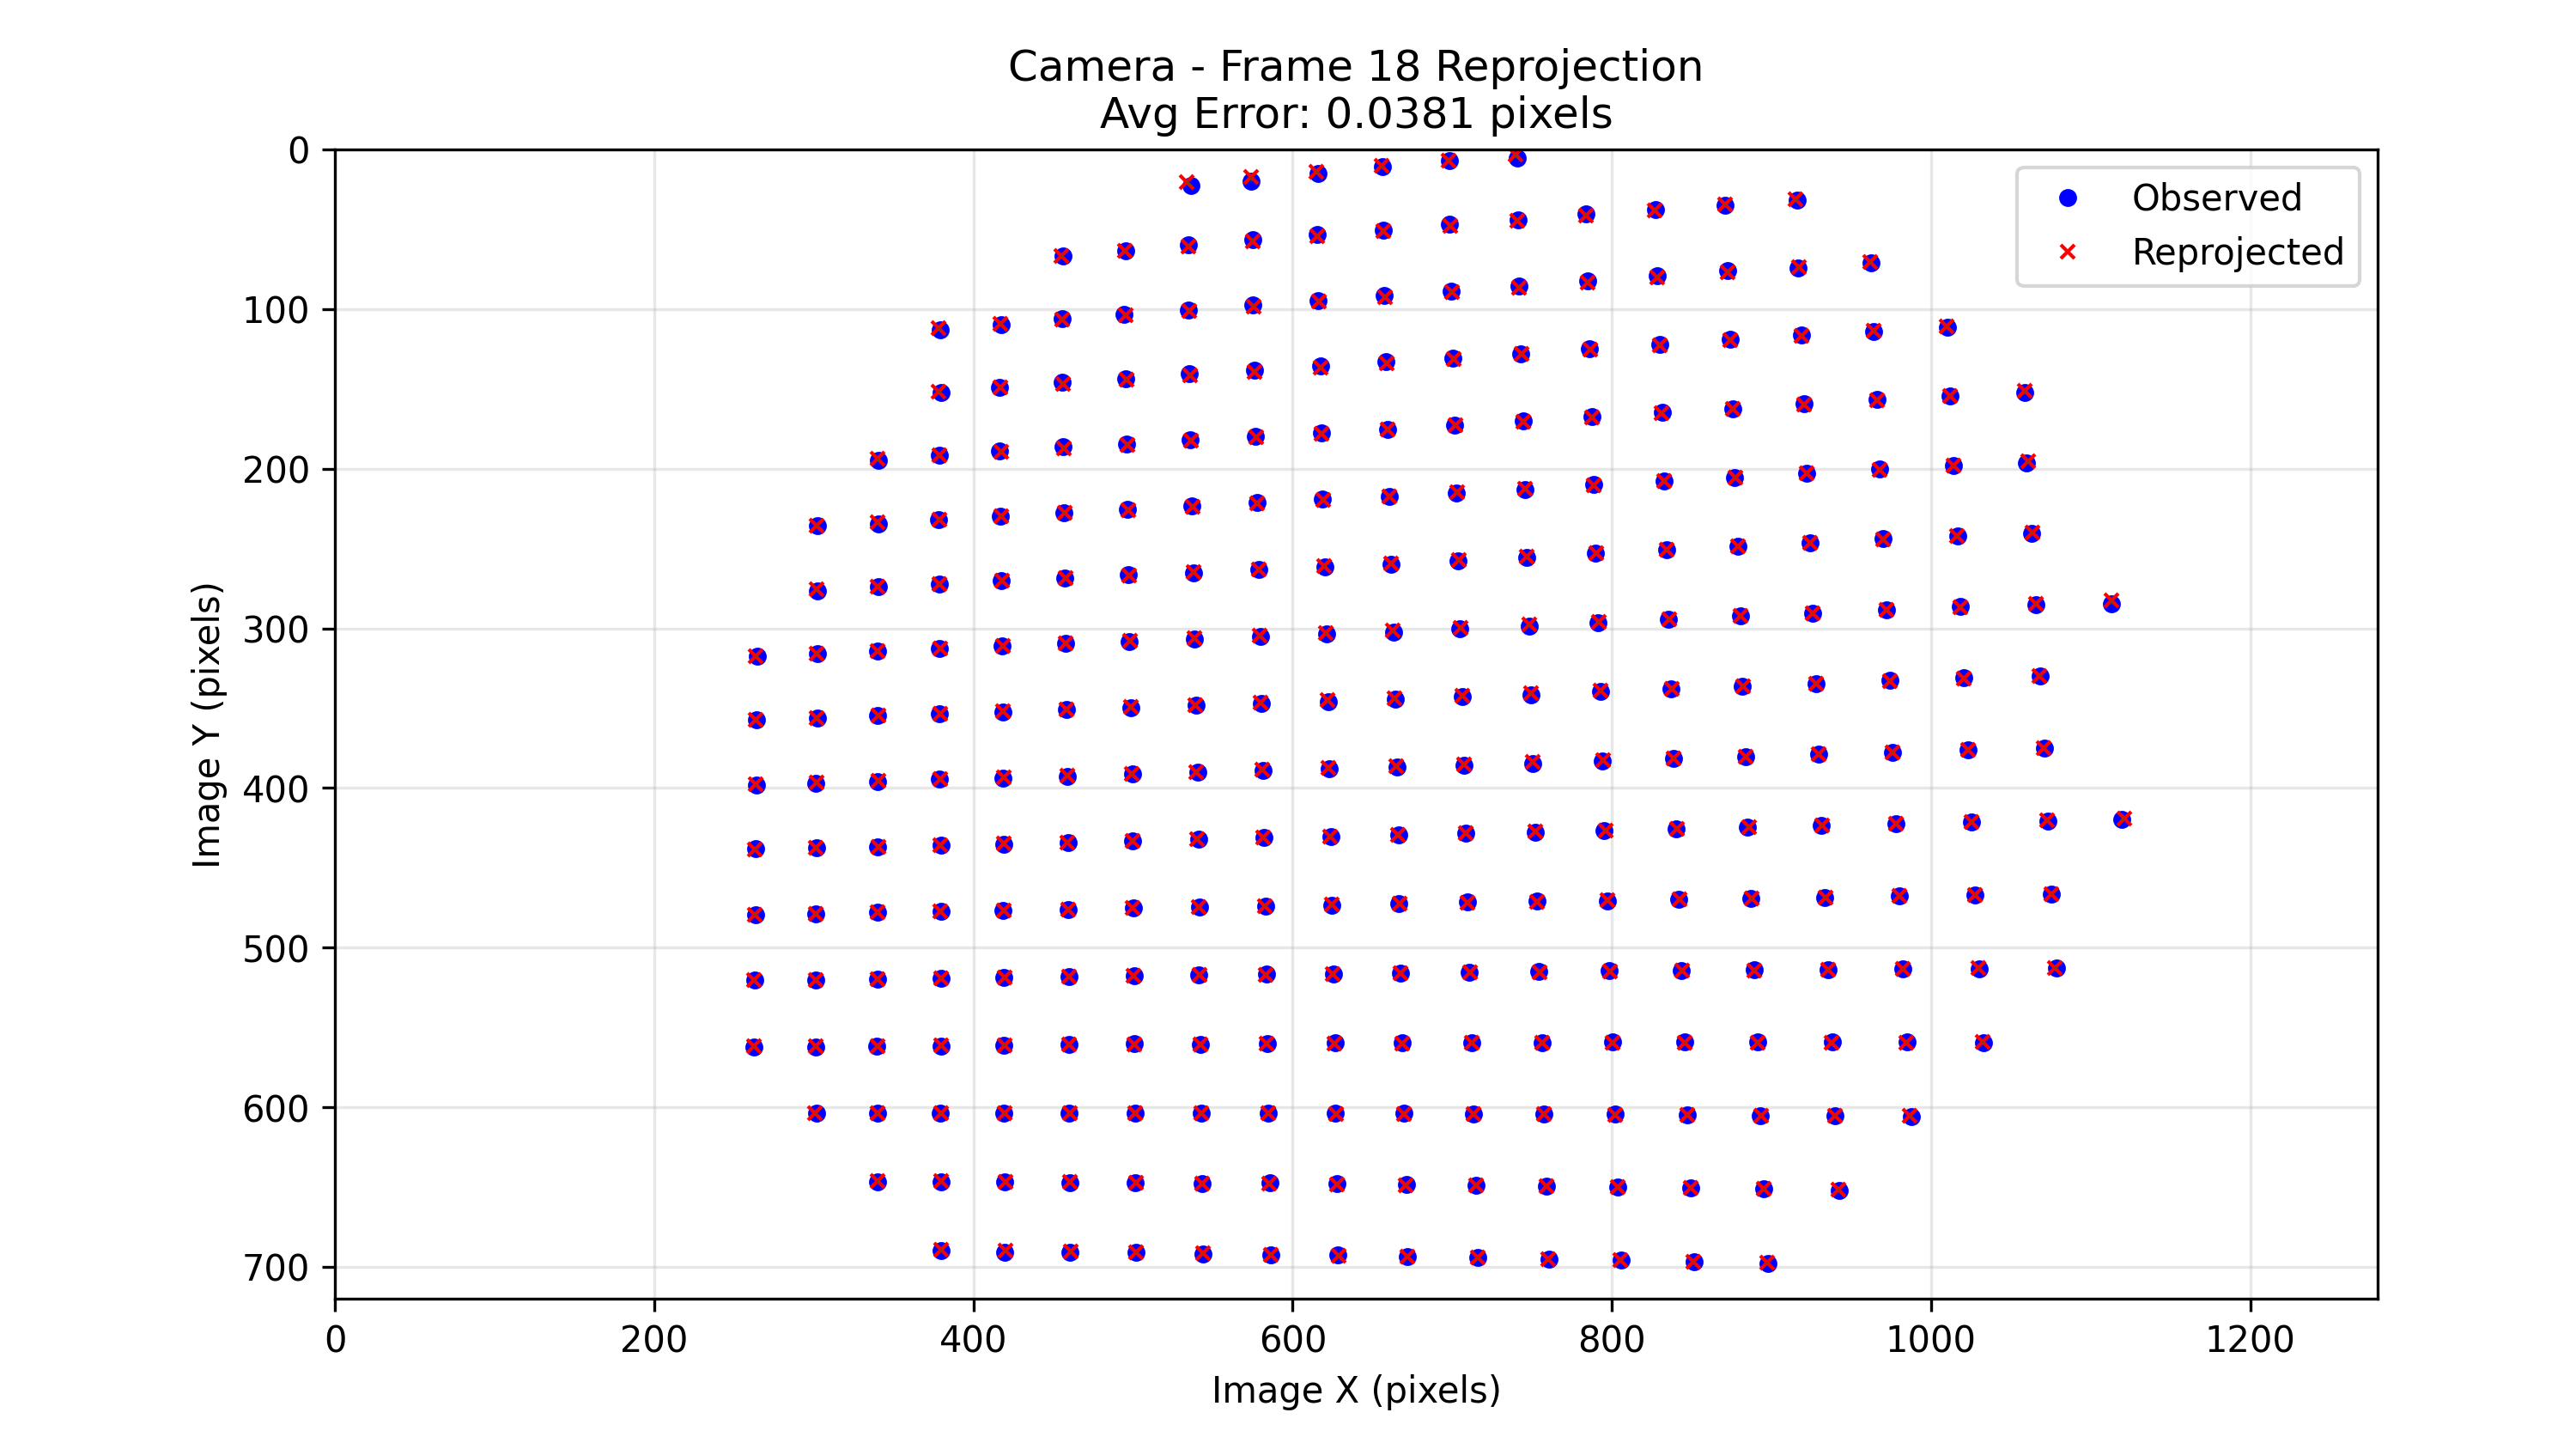 Camera - Frame 18 Reprojection
Avg Error: 0.0381 pixels
Observed
Reprojected
Image Y (pixels)
0
100
200
300
400
500
600
700
0 200 400 600 800 1000 1200
Image X (pixels)